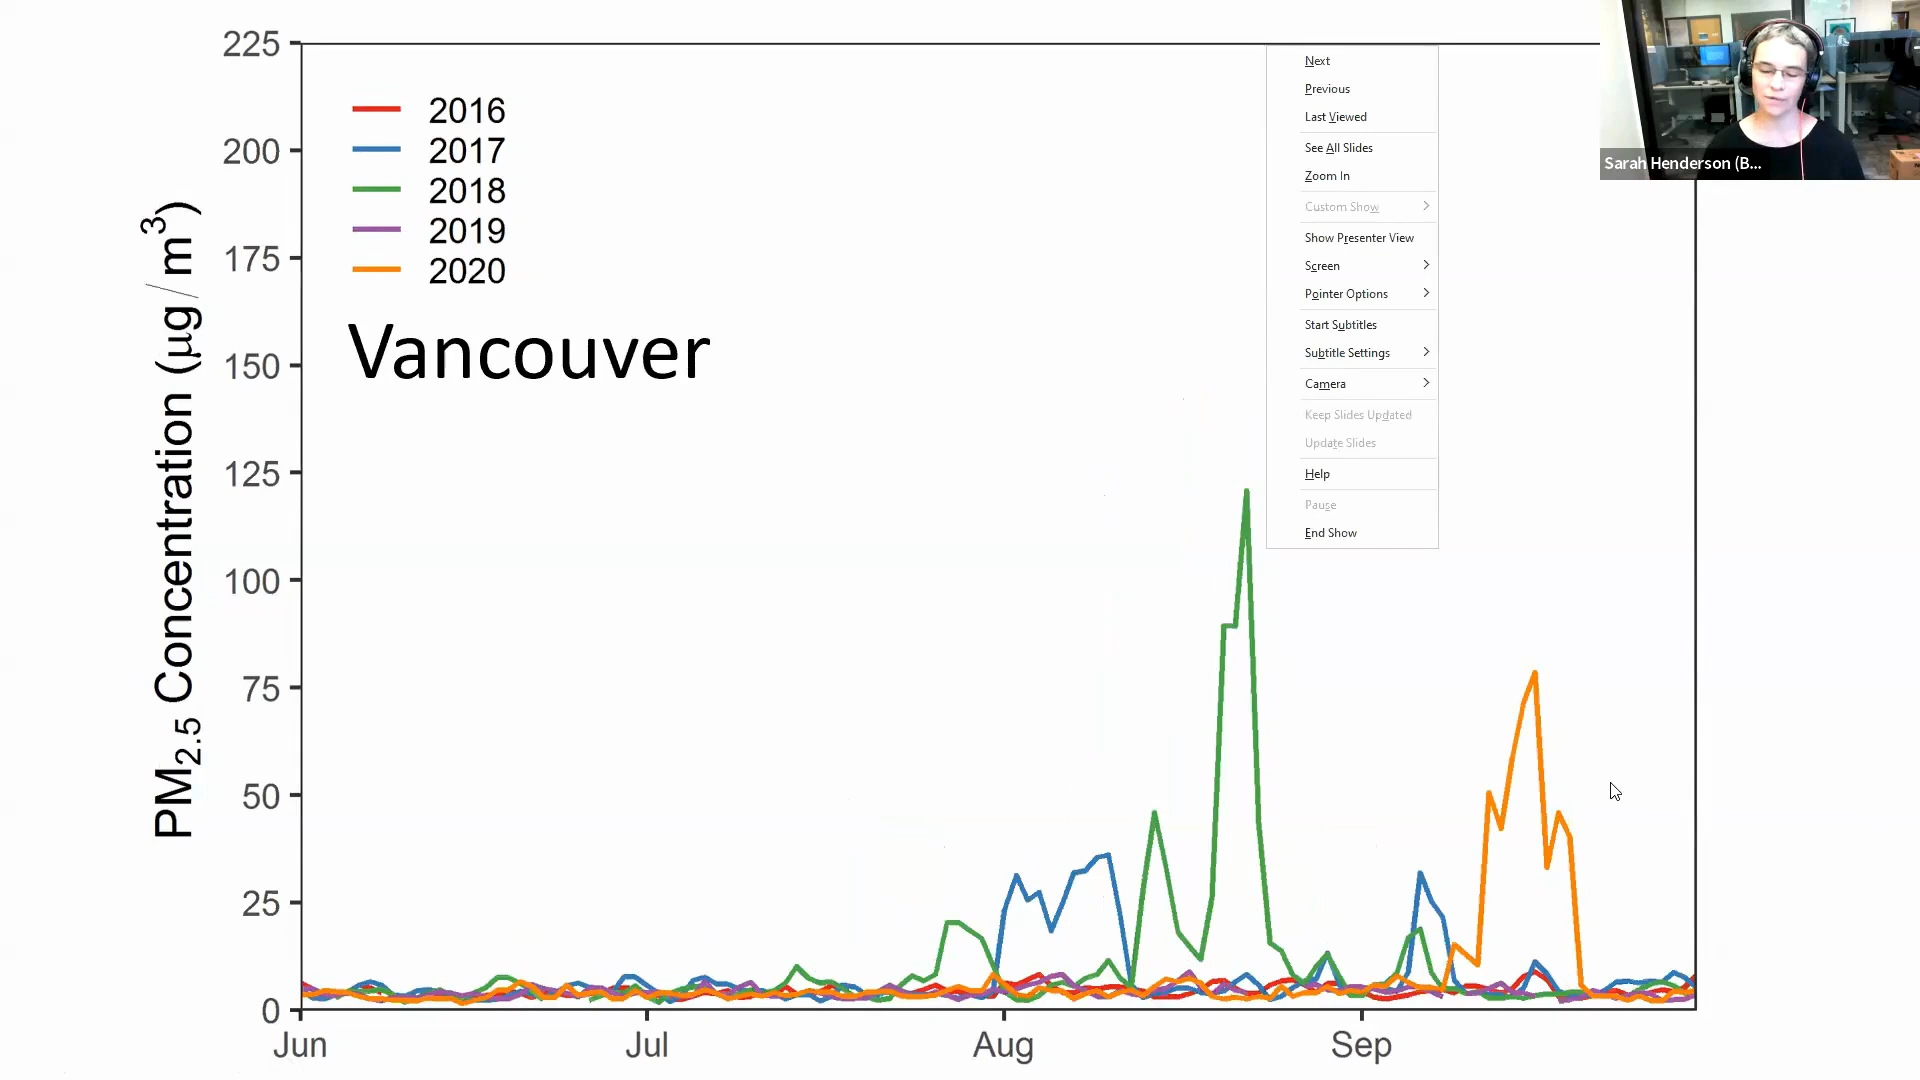 225
200
175
150
125
100
75
50
25
0
PM2.5 Concentration (µg / m3)
2016
2017
2018
2019
2020
Vancouver
Jun
Jul
Aug
Sep
Next
Previous
Last Viewed
See All Slides
Zoom In
Custom Show
Show Presenter View
Screen
Pointer Options
Start Subtitles
Subtitle Settings
Camera
Keep Slides Updated
Update Slides
Help
Pause
End Show
Sarah Henderson (B...